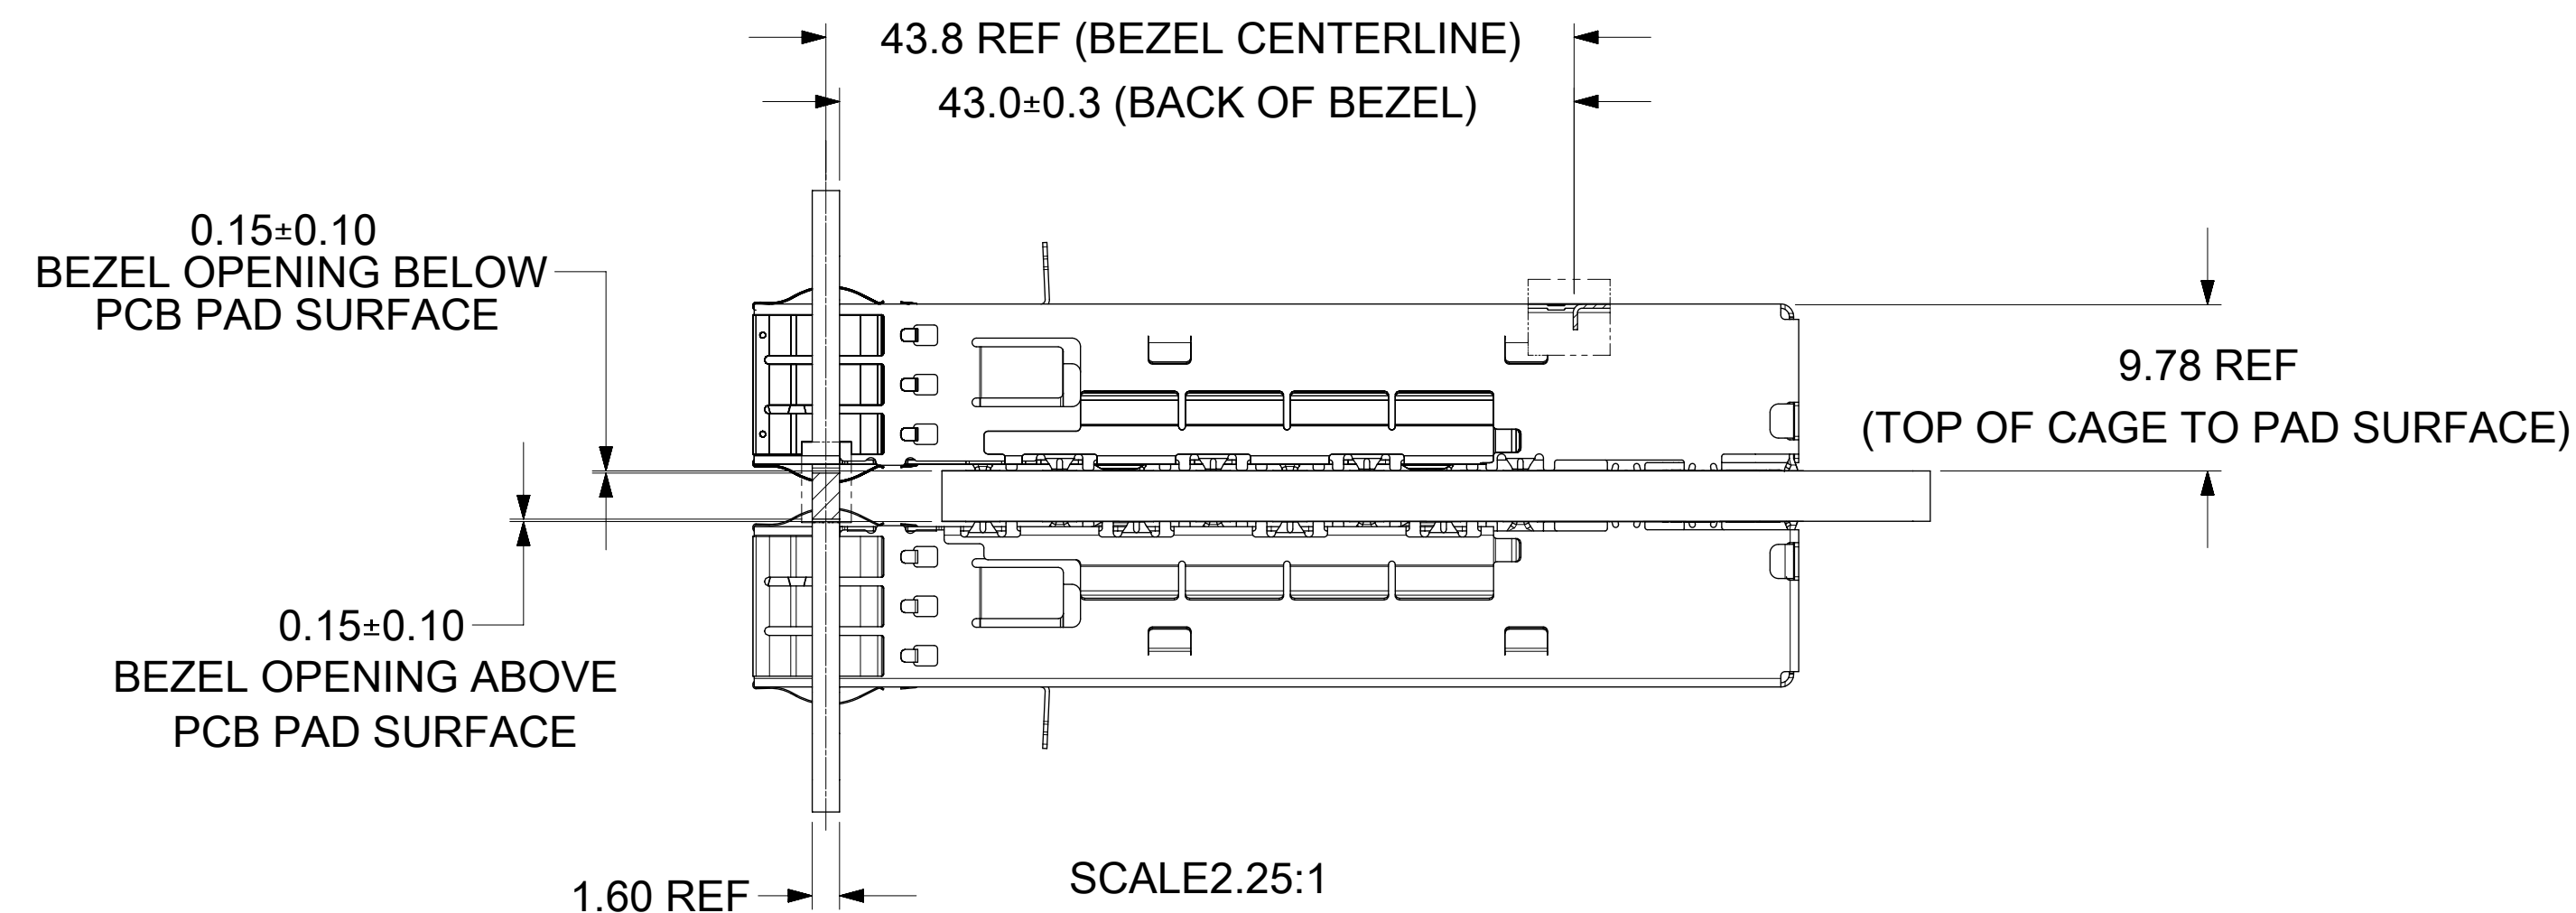 43.8 REF (BEZEL CENTERLINE)
43.0±0.3 (BACK OF BEZEL)
0.15±0.10
BEZEL OPENING BELOW
PCB PAD SURFACE
9.78 REF
(TOP OF CAGE TO PAD SURFACE)
0.15±0.10
BEZEL OPENING ABOVE
PCB PAD SURFACE
1.60 REF
SCALE2.25:1